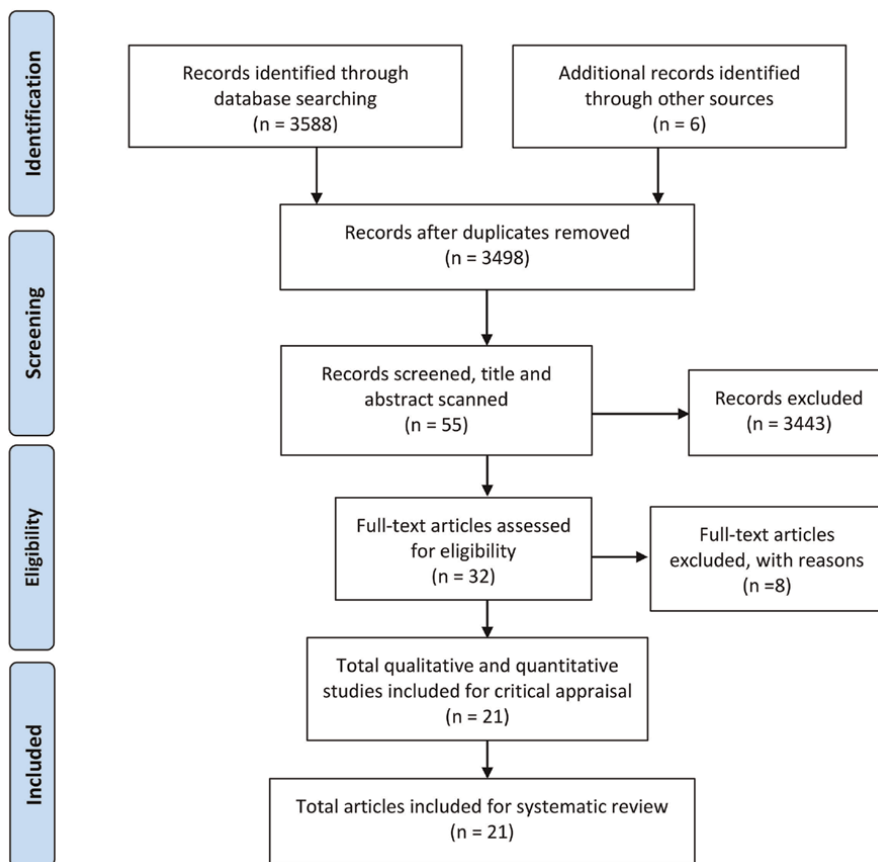 Identification
Records identified through
database searching
(n = 3588)
Additional records identified
through other sources
(n = 6)
Records after duplicates removed
(n = 3498)
Screening
Records screened, title and
abstract scanned
(n = 55)
Records excluded
(n = 3443)
Eligibility
Full-text articles assessed
for eligibility
(n = 32)
Full-text articles
excluded, with reasons
(n =8)
Included
Total qualitative and quantitative
studies included for critical appraisal
(n = 21)
Total articles included for systematic review
(n = 21)